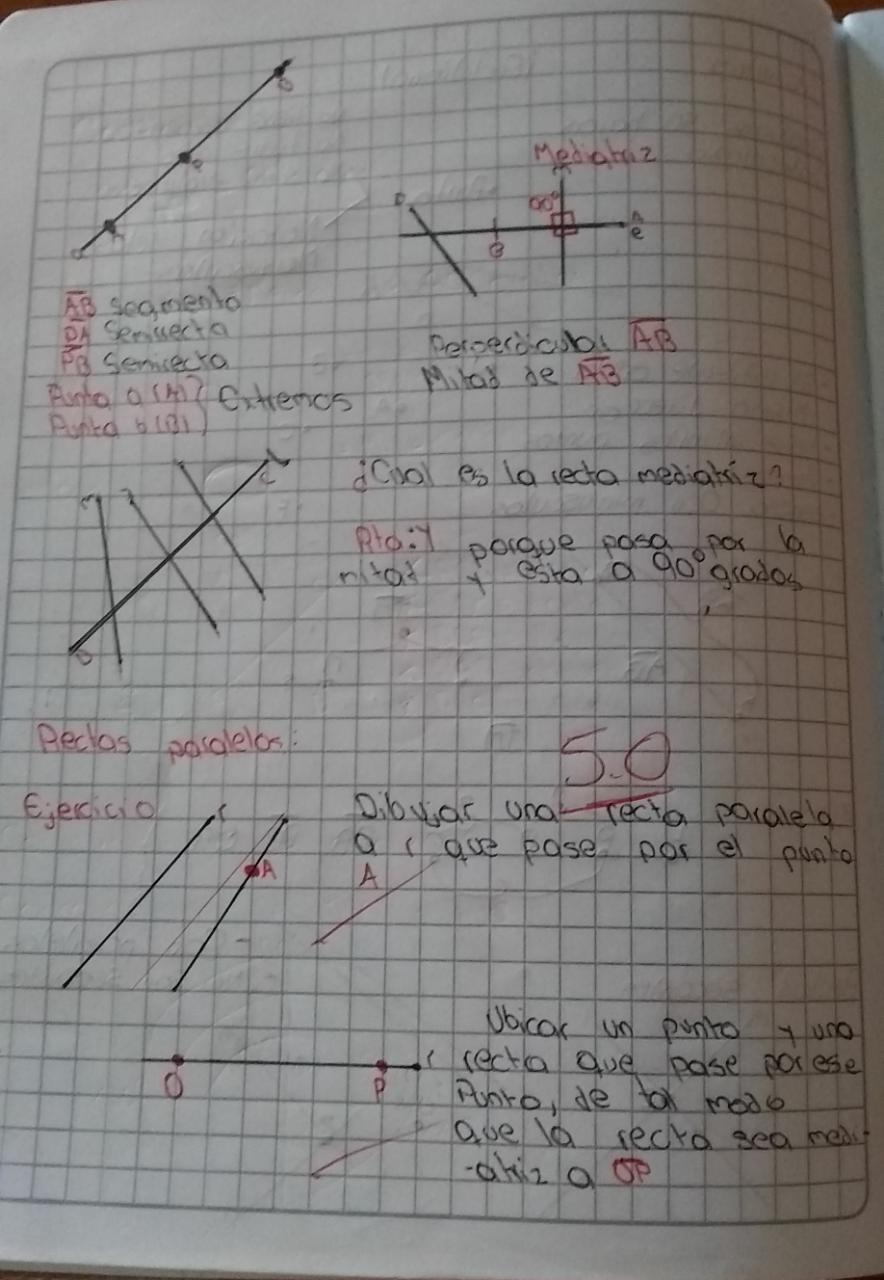 Mediatriz
90°
B
AB segmento
PA Semirecta
PB Semirecta
Perpendicular AB
Mitad de AB
Punto a (A)
Punto b (B)
Extremos
¿Cual es la recta mediatriz?
Rta: Y porque pasa por la
mitad y esta a 90° grados
Rectas paralelas:
5.0
Ejercicio
r
Dibujar una recta paralela
a r que pase por el punto
A
A
Ubicar un punto y una
r
recta que pase por ese
O
P
Punto, de tal modo
que la recta sea medi
-atriz a OP